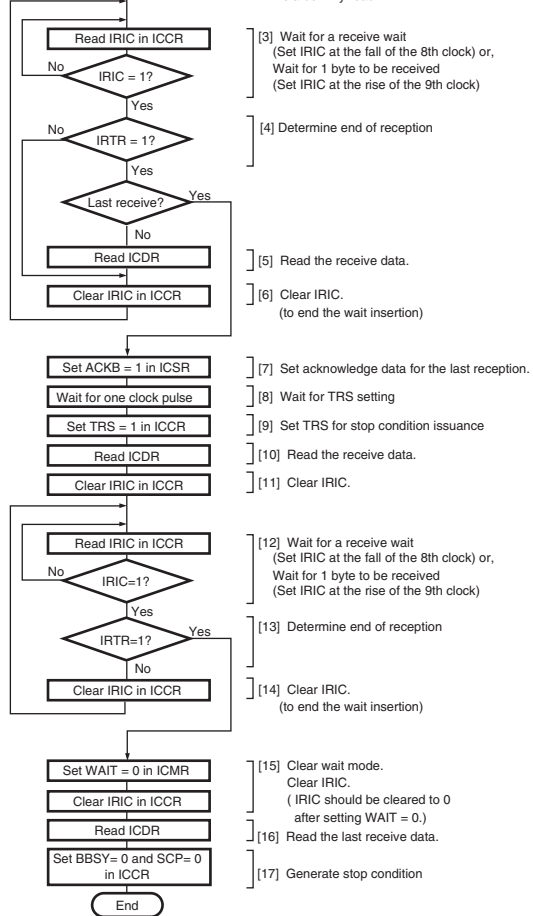 Read IRIC in ICCR
No
IRIC = 1?
Yes
[3] Wait for a receive wait
(Set IRIC at the fall of the 8th clock) or,
Wait for 1 byte to be received
(Set IRIC at the rise of the 9th clock)
No
IRTR = 1?
Yes
[4] Determine end of reception
Last receive?
Yes
No
Read ICDR
[5] Read the receive data.
Clear IRIC in ICCR
[6] Clear IRIC.
(to end the wait insertion)
Set ACKB = 1 in ICSR
[7] Set acknowledge data for the last reception.
Wait for one clock pulse
[8] Wait for TRS setting
Set TRS = 1 in ICCR
[9] Set TRS for stop condition issuance
Read ICDR
[10] Read the receive data.
Clear IRIC in ICCR
[11] Clear IRIC.
Read IRIC in ICCR
No
IRIC=1?
Yes
[12] Wait for a receive wait
(Set IRIC at the fall of the 8th clock) or,
Wait for 1 byte to be received
(Set IRIC at the rise of the 9th clock)
IRTR=1?
Yes
No
[13] Determine end of reception
Clear IRIC in ICCR
[14] Clear IRIC.
(to end the wait insertion)
Set WAIT = 0 in ICMR
Clear IRIC in ICCR
[15] Clear wait mode.
Clear IRIC.
( IRIC should be cleared to 0
after setting WAIT = 0.)
Read ICDR
[16] Read the last receive data.
Set BBSY= 0 and SCP= 0
in ICCR
[17] Generate stop condition
End